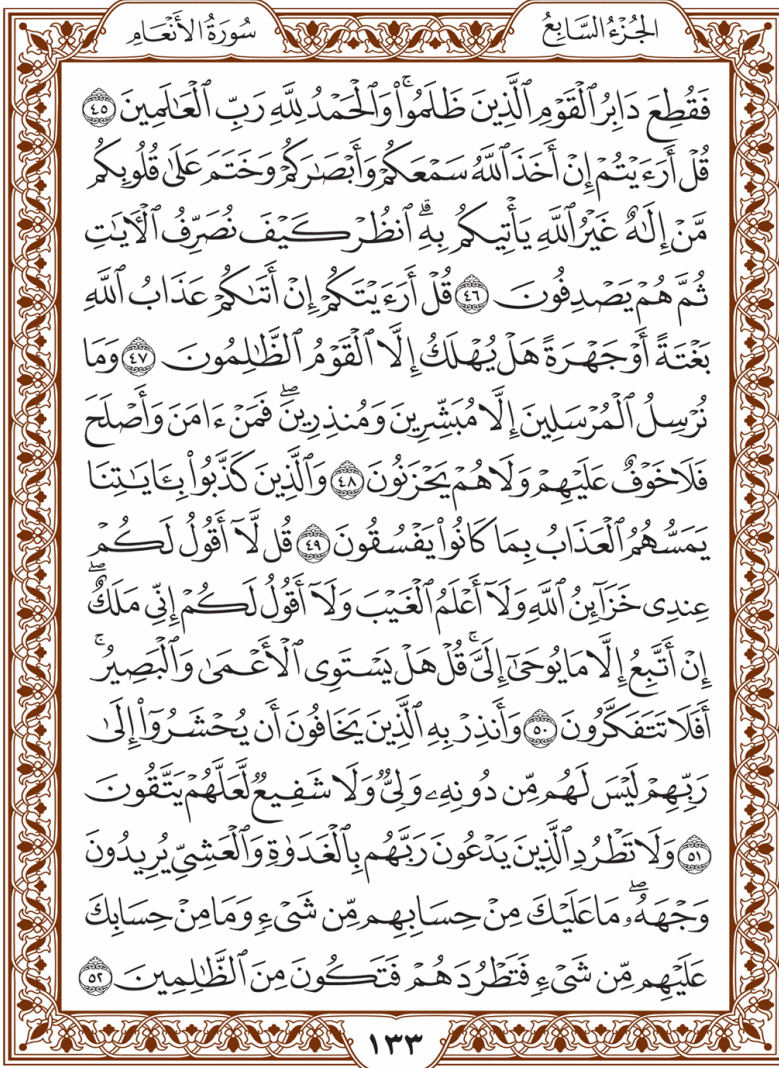 الجُزْءُ السَّابِعُ
سُورَةُ الأَنْعَامِ
فَقُطِعَ دَابِرُ ٱلْقَوْمِ ٱلَّذِينَ ظَلَمُوا۟ۚ وَٱلْحَمْدُ لِلَّهِ رَبِّ ٱلْعَٰلَمِينَ ٤٥
قُلْ أَرَءَيْتُمْ إِنْ أَخَذَ ٱللَّهُ سَمْعَكُمْ وَأَبْصَٰرَكُمْ وَخَتَمَ عَلَىٰ قُلُوبِكُم
مَّنْ إِلَٰهٌ غَيْرُ ٱللَّهِ يَأْتِيكُم بِهِۗ ٱنظُرْ كَيْفَ نُصَرِّفُ ٱلْءَايَٰتِ
ثُمَّ هُمْ يَصْدِفُونَ ٤٦ قُلْ أَرَءَيْتَكُمْ إِنْ أَتَىٰكُمْ عَذَابُ ٱللَّهِ
بَغْتَةً أَوْ جَهْرَةً هَلْ يُهْلَكُ إِلَّا ٱلْقَوْمُ ٱلظَّٰلِمُونَ ٤٧ وَمَا
نُرْسِلُ ٱلْمُرْسَلِينَ إِلَّا مُبَشِّرِينَ وَمُنذِرِينَۖ فَمَنْ ءَامَنَ وَأَصْلَحَ
فَلَا خَوْفٌ عَلَيْهِمْ وَلَا هُمْ يَحْزَنُونَ ٤٨ وَٱلَّذِينَ كَذَّبُوا۟ بِـَٔايَٰتِنَا
يَمَسُّهُمُ ٱلْعَذَابُ بِمَا كَانُوا۟ يَفْسُقُونَ ٤٩ قُل لَّآ أَقُولُ لَكُمْ
عِندِى خَزَآئِنُ ٱللَّهِ وَلَآ أَعْلَمُ ٱلْغَيْبَ وَلَآ أَقُولُ لَكُمْ إِنِّى مَلَكٌۖ
إِنْ أَتَّبِعُ إِلَّا مَا يُوحَىٰٓ إِلَىَّۚ قُلْ هَلْ يَسْتَوِى ٱلْأَعْمَىٰ وَٱلْبَصِيرُۚ
أَفَلَا تَتَفَكَّرُونَ ٥٠ وَأَنذِرْ بِهِ ٱلَّذِينَ يَخَافُونَ أَن يُحْشَرُوٓا۟ إِلَىٰ
رَبِّهِمْ لَيْسَ لَهُم مِّن دُونِهِۦ وَلِىٌّ وَلَا شَفِيعٌ لَّعَلَّهُمْ يَتَّقُونَ
٥١ وَلَا تَطْرُدِ ٱلَّذِينَ يَدْعُونَ رَبَّهُم بِٱلْغَدَوٰةِ وَٱلْعَشِىِّ يُرِيدُونَ
وَجْهَهُۥۖ مَا عَلَيْكَ مِنْ حِسَابِهِم مِّن شَىْءٍ وَمَا مِنْ حِسَابِكَ
عَلَيْهِم مِّن شَىْءٍ فَتَطْرُدَهُمْ فَتَكُونَ مِنَ ٱلظَّٰلِمِينَ ٥٢
١٣٣